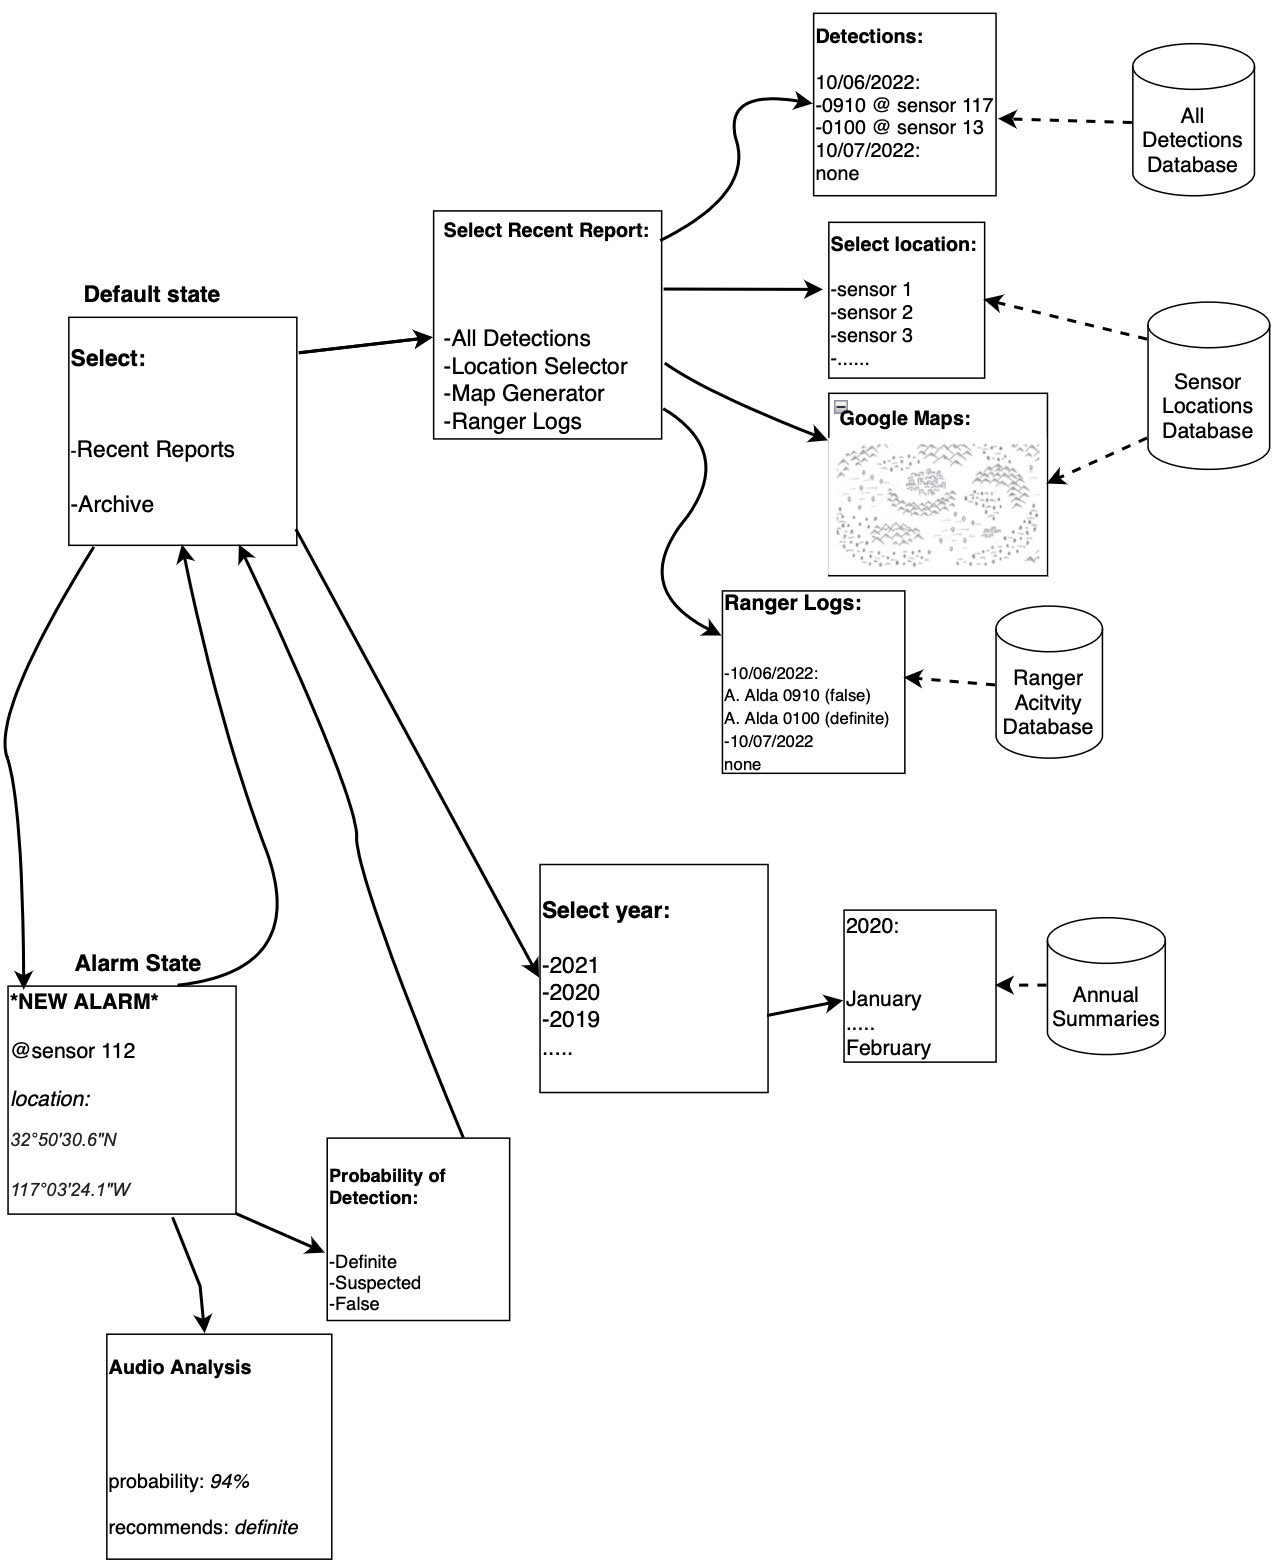 Detections:
10/06/2022:
-0910 @ sensor 117
-0100 @ sensor 13
10/07/2022:
none
All
Detections
Database
Select Recent Report:
-All Detections
-Location Selector
-Map Generator
-Ranger Logs
Select location:
-sensor 1
-sensor 2
-sensor 3
-......
Sensor
Locations
Database
Default state
Select:
-Recent Reports
-Archive
Google Maps:
Ranger Logs:
-10/06/2022:
A. Alda 0910 (false)
A. Alda 0100 (definite)
-10/07/2022
none
Ranger
Acitvity
Database
Select year:
-2021
-2020
-2019
.....
2020:
January
.....
February
Annual
Summaries
Alarm State
*NEW ALARM*
@sensor 112
location:
32°50'30.6"N
117°03'24.1"W
Probability of
Detection:
-Definite
-Suspected
-False
Audio Analysis
probability: 94%
recommends: definite